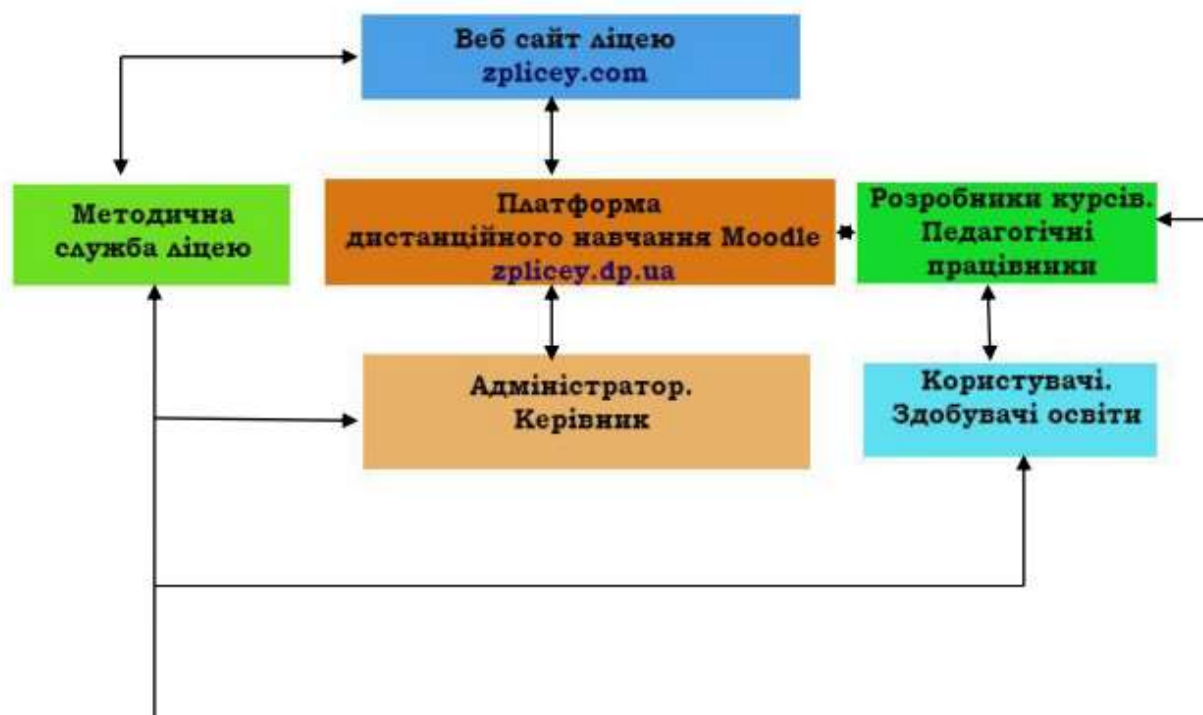 Веб сайт ліцею
zplicey.com
Методична
служба ліцею
Платформа
дистанційного навчання Moodle
zplicey.dp.ua
Розробники курсів.
Педагогічні
працівники
Адміністратор.
Керівник
Користувачі.
Здобувачі освіти